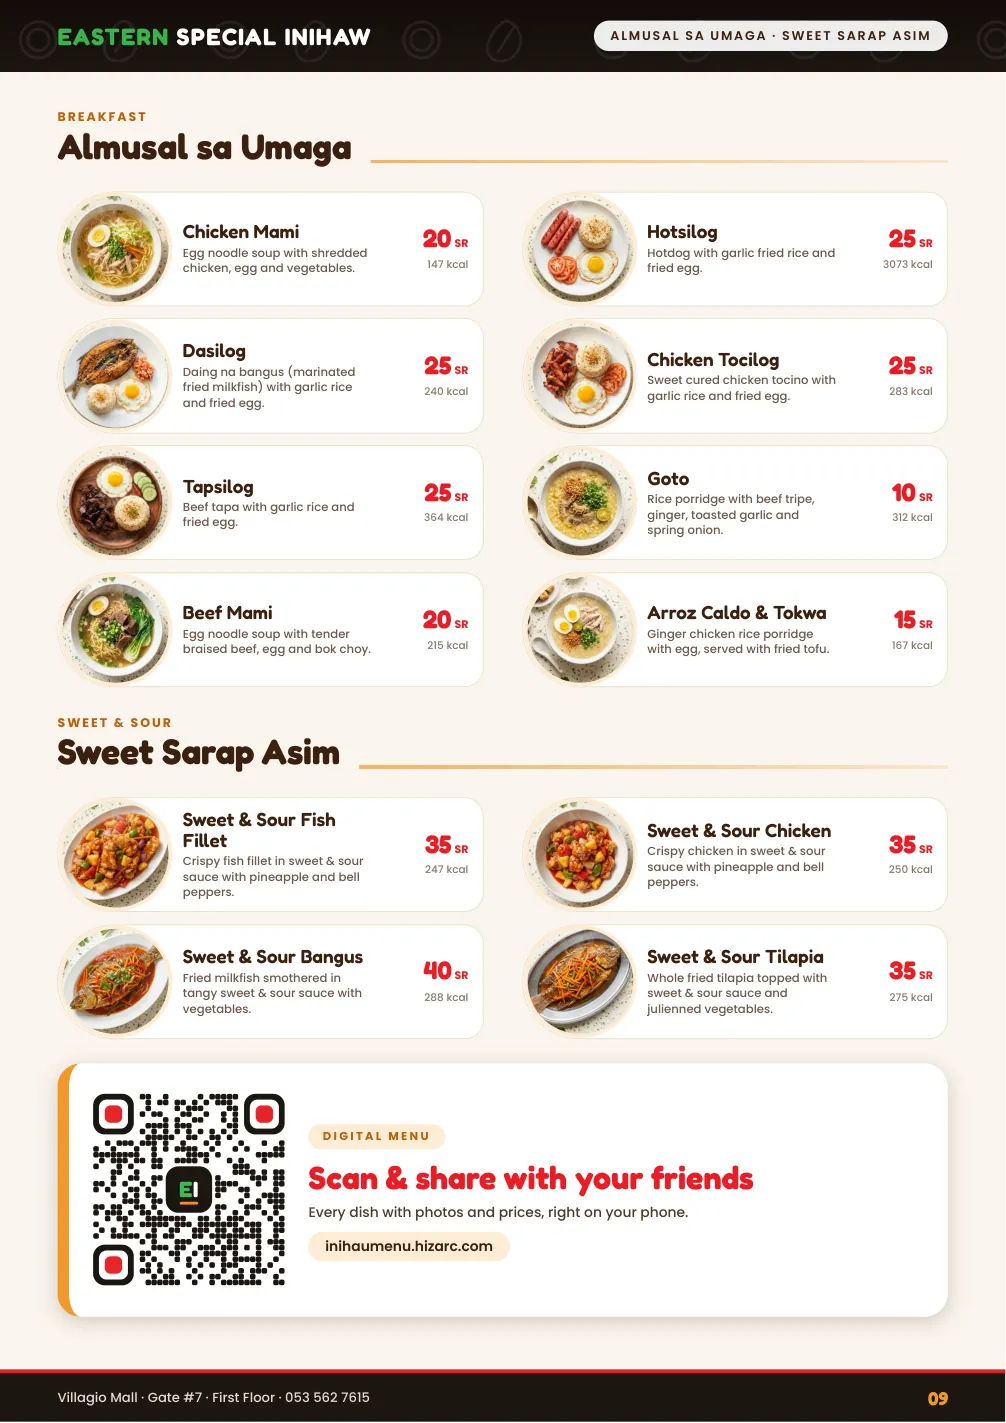 EASTERN SPECIAL INIHAW
ALMUSAL SA UMAGA · SWEET SARAP ASIM
BREAKFAST
Almusal sa Umaga
Chicken Mami
Egg noodle soup with shredded
chicken, egg and vegetables.
20 SR
147 kcal
Hotsilog
Hotdog with garlic fried rice and
fried egg.
25 SR
3073 kcal
Dasilog
Daing na bangus (marinated
fried milkfish) with garlic rice
and fried egg.
25 SR
240 kcal
Chicken Tocilog
Sweet cured chicken tocino with
garlic rice and fried egg.
25 SR
283 kcal
Tapsilog
Beef tapa with garlic rice and
fried egg.
25 SR
364 kcal
Goto
Rice porridge with beef tripe,
ginger, toasted garlic and
spring onion.
10 SR
312 kcal
Beef Mami
Egg noodle soup with tender
braised beef, egg and bok choy.
20 SR
215 kcal
Arroz Caldo & Tokwa
Ginger chicken rice porridge
with egg, served with fried tofu.
15 SR
167 kcal
SWEET & SOUR
Sweet Sarap Asim
Sweet & Sour Fish
Fillet
Crispy fish fillet in sweet & sour
sauce with pineapple and bell
peppers.
35 SR
247 kcal
Sweet & Sour Chicken
Crispy chicken in sweet & sour
sauce with pineapple and bell
peppers.
35 SR
250 kcal
Sweet & Sour Bangus
Fried milkfish smothered in
tangy sweet & sour sauce with
vegetables.
40 SR
288 kcal
Sweet & Sour Tilapia
Whole fried tilapia topped with
sweet & sour sauce and
julienned vegetables.
35 SR
275 kcal
EI
DIGITAL MENU
Scan & share with your friends
Every dish with photos and prices, right on your phone.
inihaumenu.hizarc.com
Villagio Mall · Gate #7 · First Floor · 053 562 7615
09